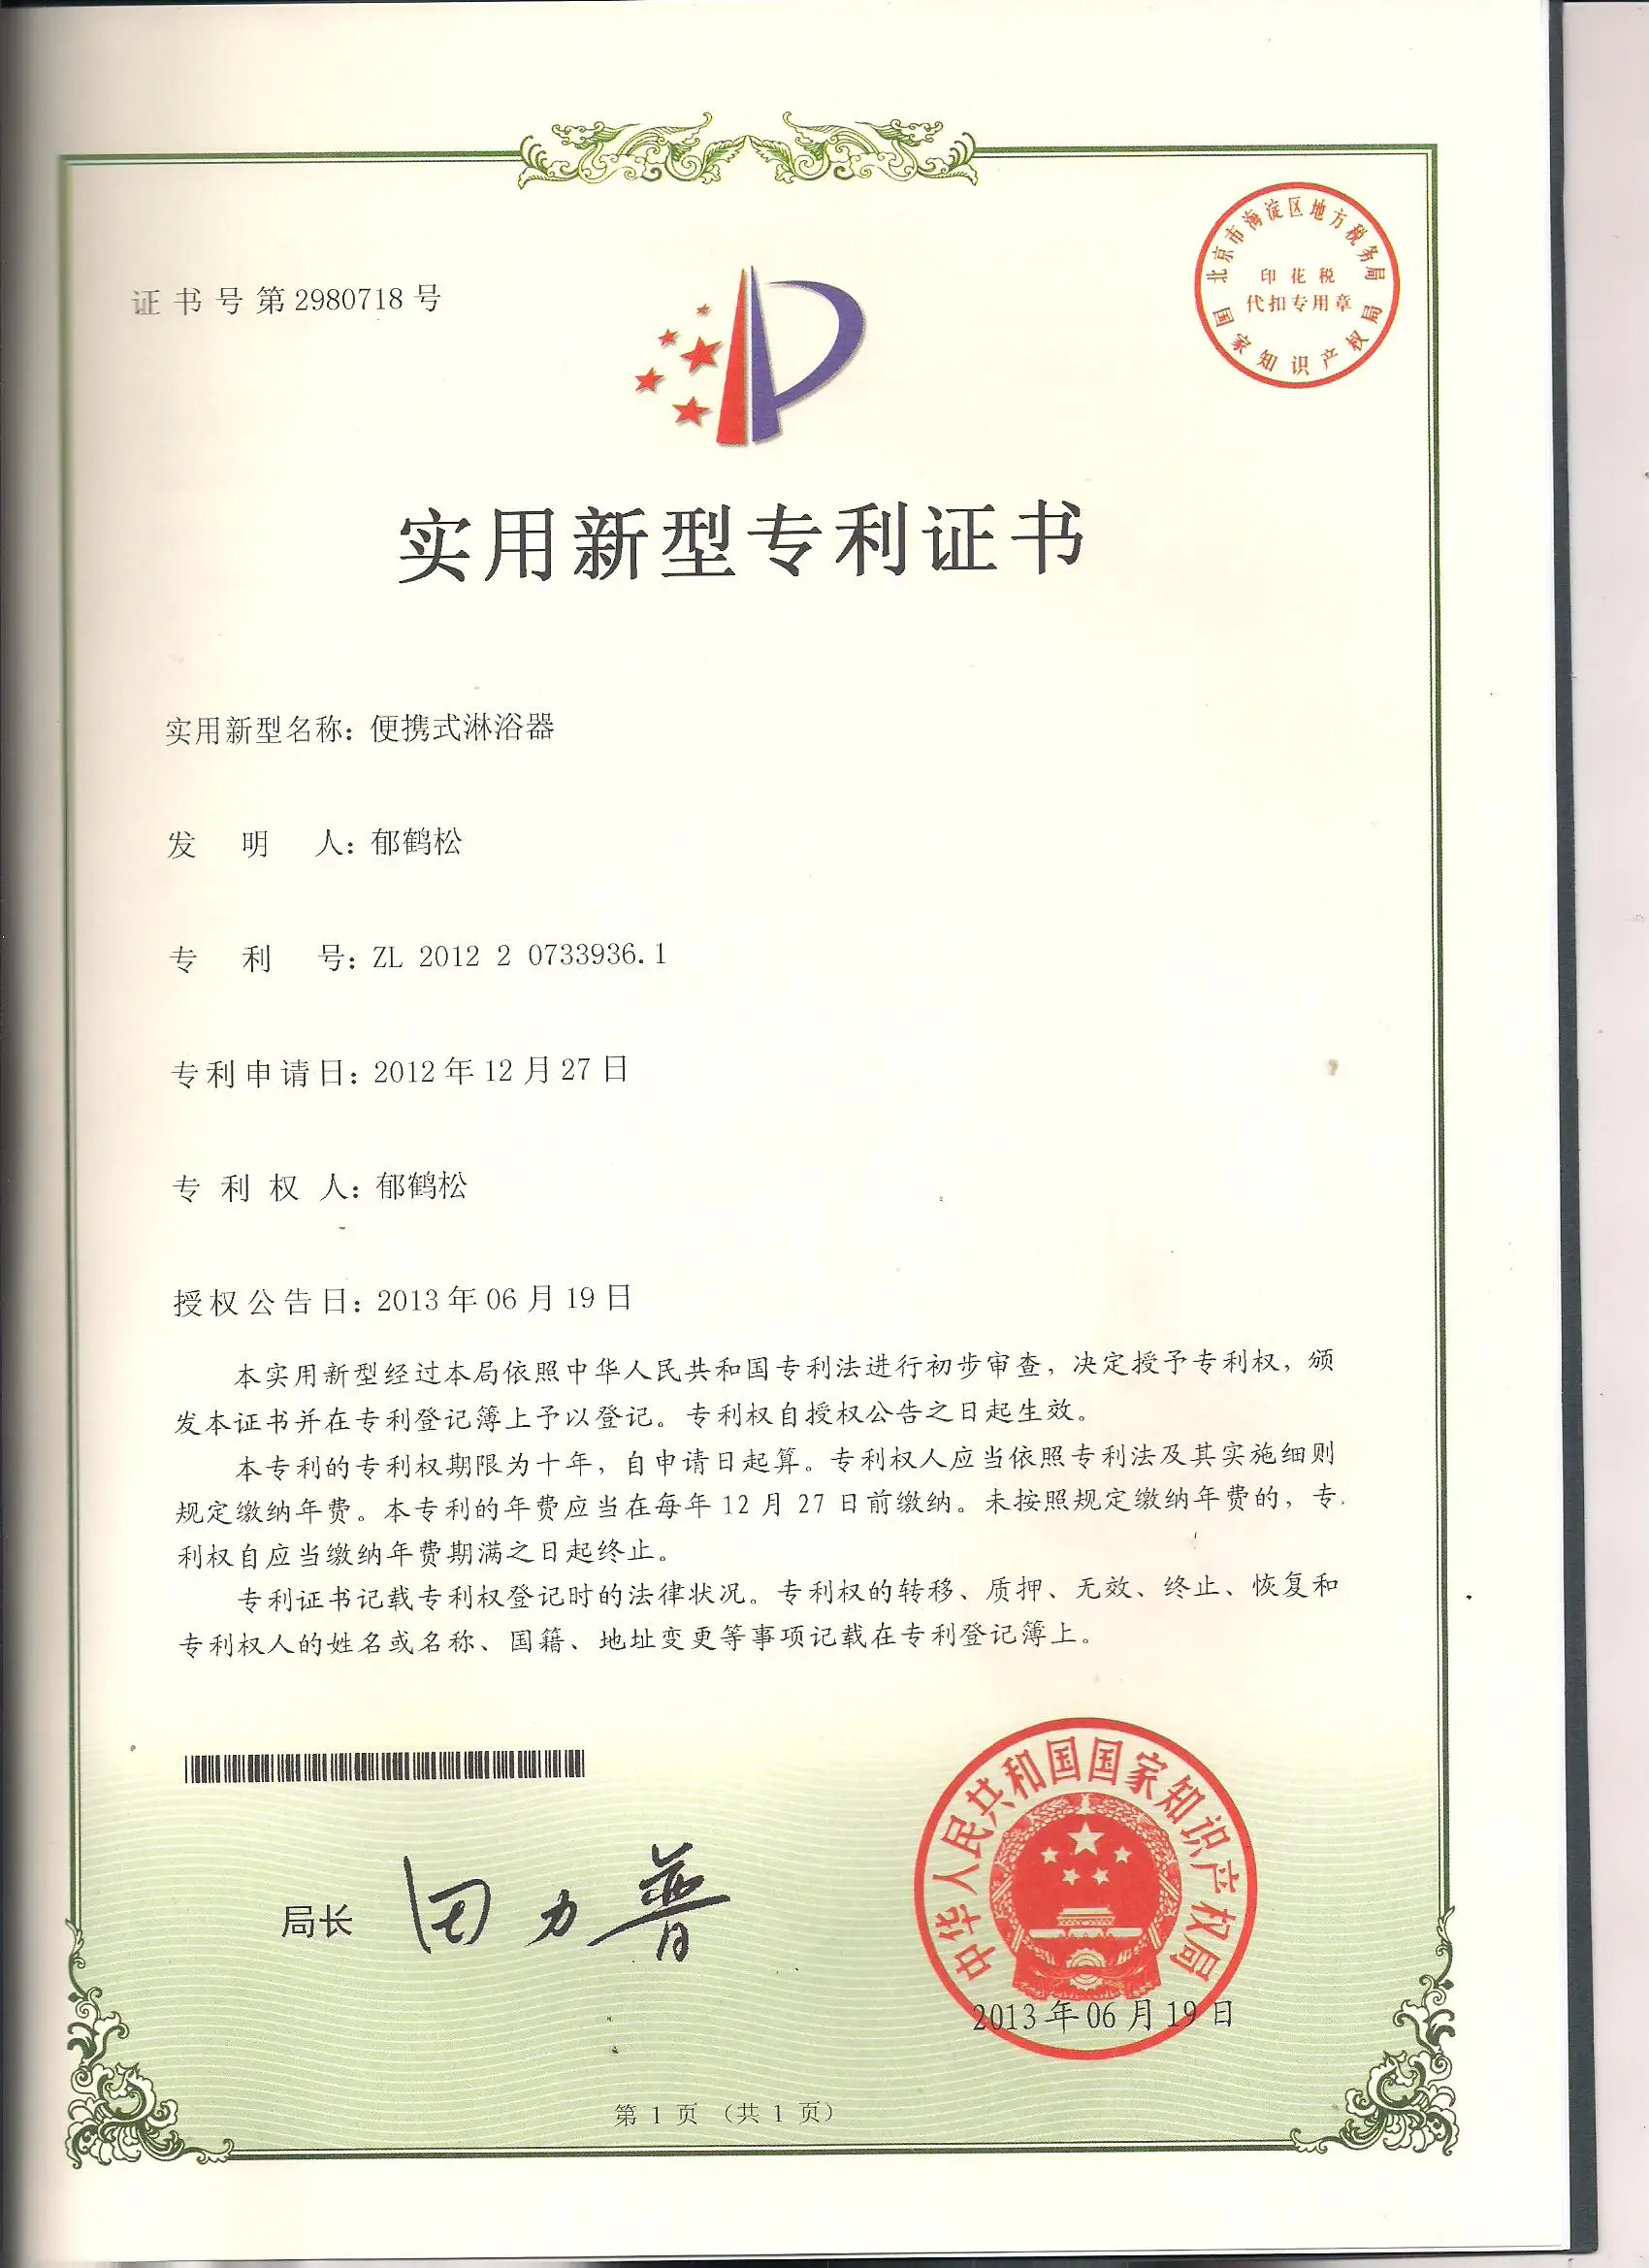 证书号第2980718号
北京市海淀区地方税务局
印花税
代扣专用章
国家知识产权局
实用新型专利证书
实用新型名称：便携式淋浴器
发明人：郁鹤松
专利号：ZL 2012 2 0733936.1
专利申请日：2012年12月27日
专利权人：郁鹤松
授权公告日：2013年06月19日
本实用新型经过本局依照中华人民共和国专利法进行初步审查，决定授予专利权，颁
发本证书并在专利登记簿上予以登记。专利权自授权公告之日起生效。
本专利的专利权期限为十年，自申请日起算。专利权人应当依照专利法及其实施细则
规定缴纳年费。本专利的年费应当在每年12月27日前缴纳。未按照规定缴纳年费的，专
利权自应当缴纳年费期满之日起终止。
专利证书记载专利权登记时的法律状况。专利权的转移、质押、无效、终止、恢复和
专利权人的姓名或名称、国籍、地址变更等事项记载在专利登记簿上。
局长 田力普
中华人民共和国国家知识产权局
2013年06月19日
第1页（共1页）